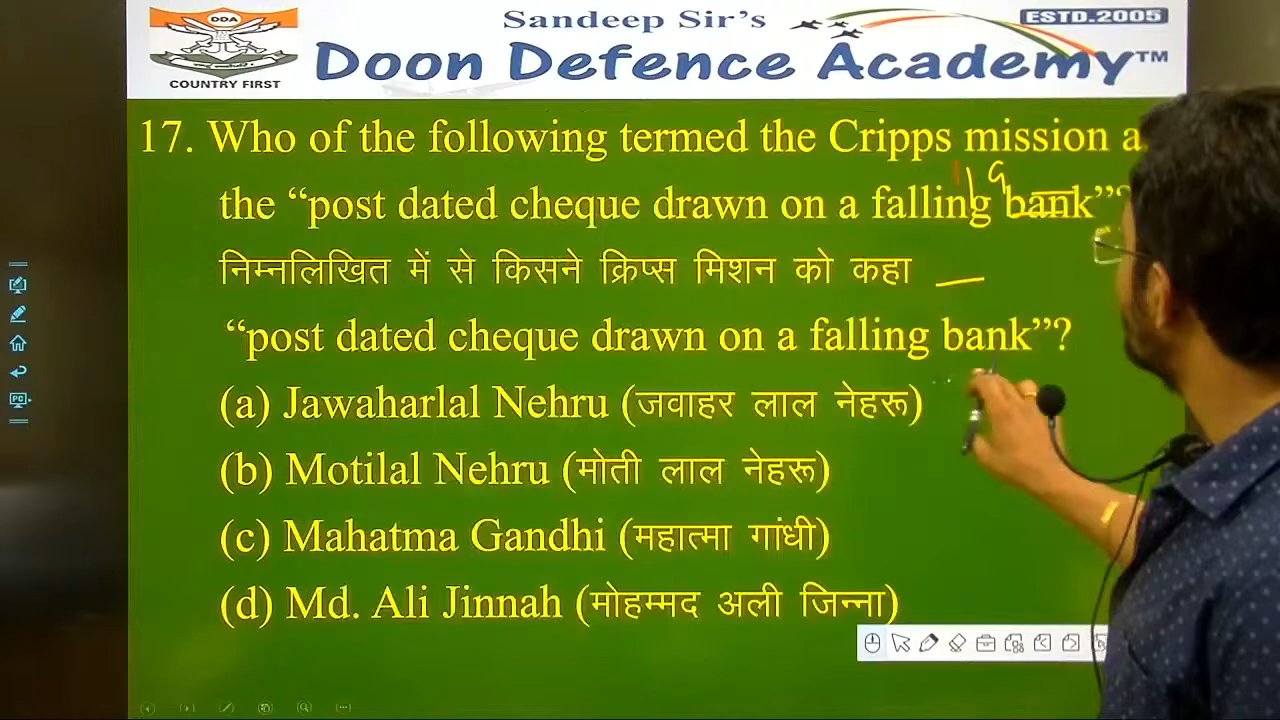 DDA
COUNTRY FIRST
Sandeep Sir's
ESTD.2005
Doon Defence Academy™
17. Who of the following termed the Cripps mission a
the “post dated cheque drawn on a falling bank”?
निम्नलिखित में से किसने क्रिप्स मिशन को कहा
“post dated cheque drawn on a falling bank”?
(a) Jawaharlal Nehru (जवाहर लाल नेहरू)
(b) Motilal Nehru (मोती लाल नेहरू)
(c) Mahatma Gandhi (महात्मा गांधी)
(d) Md. Ali Jinnah (मोहम्मद अली जिन्ना)